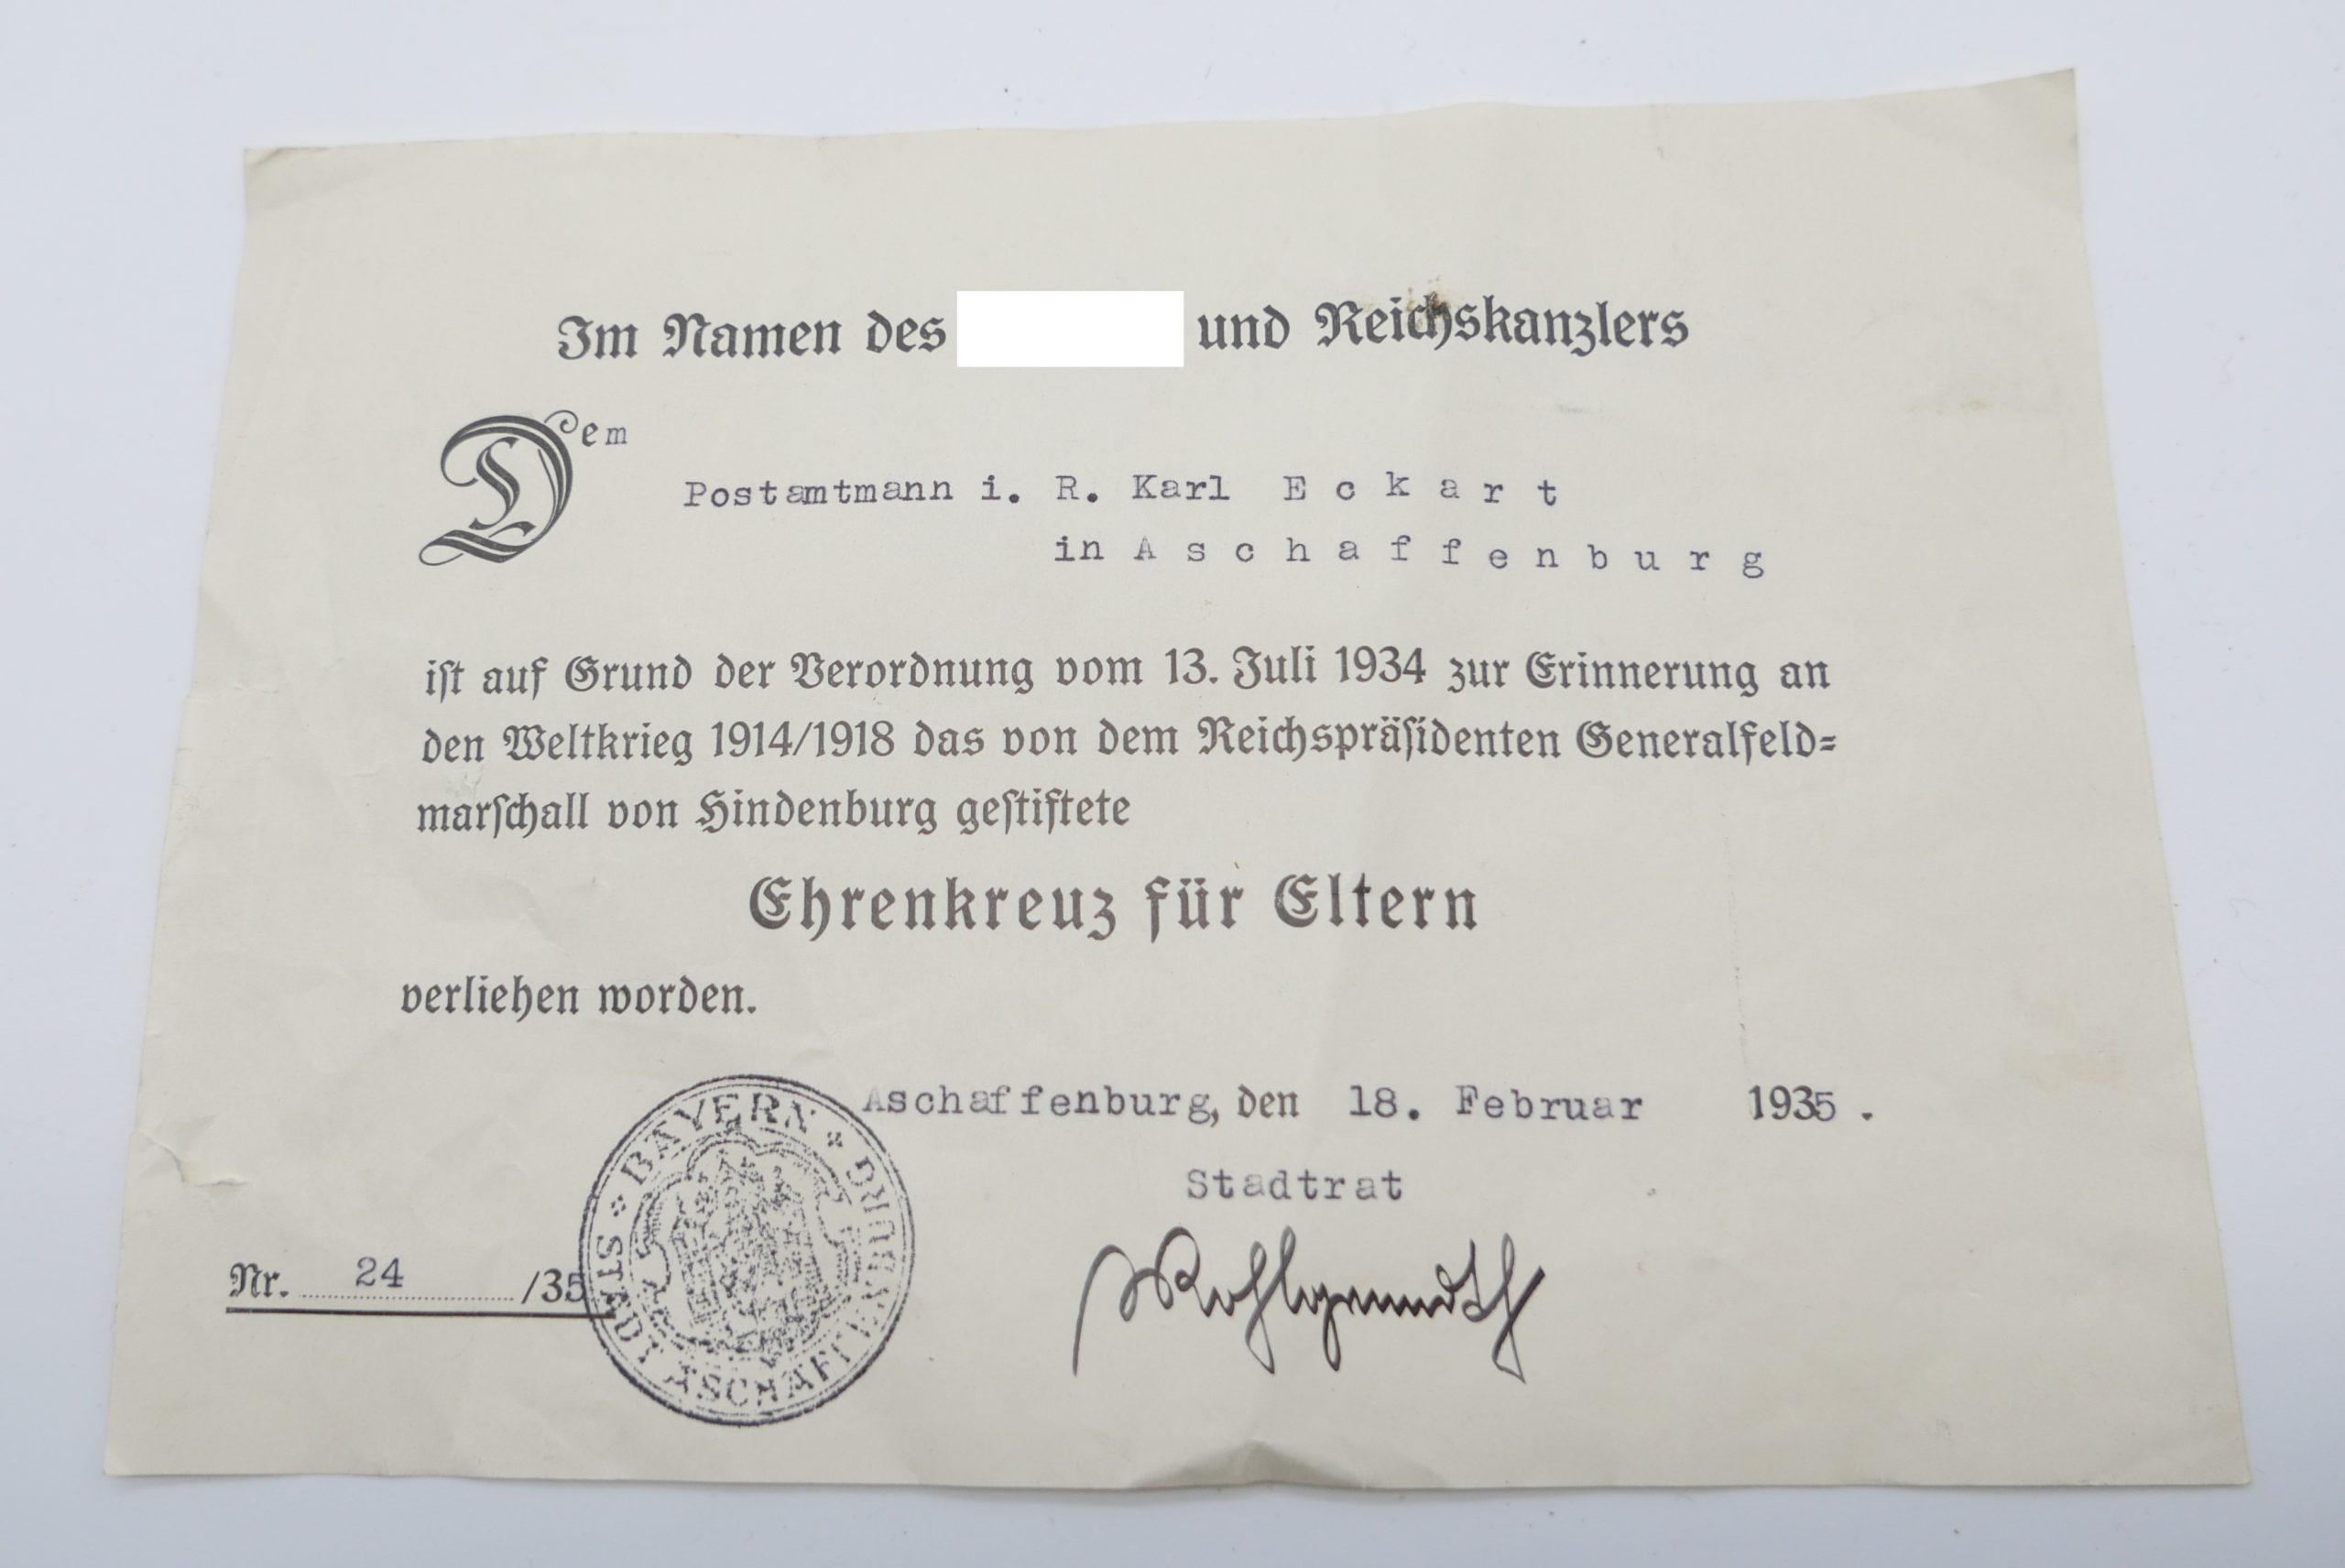 Im Namen des und Reichskanzlers
Dem
Postamtmann i. R. Karl E c k a r t
in A s c h a f f e n b u r g
iſt auf Grund der Verordnung vom 13. Juli 1934 zur Erinnerung an
den Weltkrieg 1914/1918 das von dem Reichspräſidenten Generalfeld=
marſchall von Hindenburg geſtiftete
Ehrenkreuz für Eltern
verliehen worden.
Aschaffenburg, den 18. Februar 1935.
Stadtrat
Wohlgemuth
Nr. 24 /35
BAYERN
STADT ASCHAFFENBURG